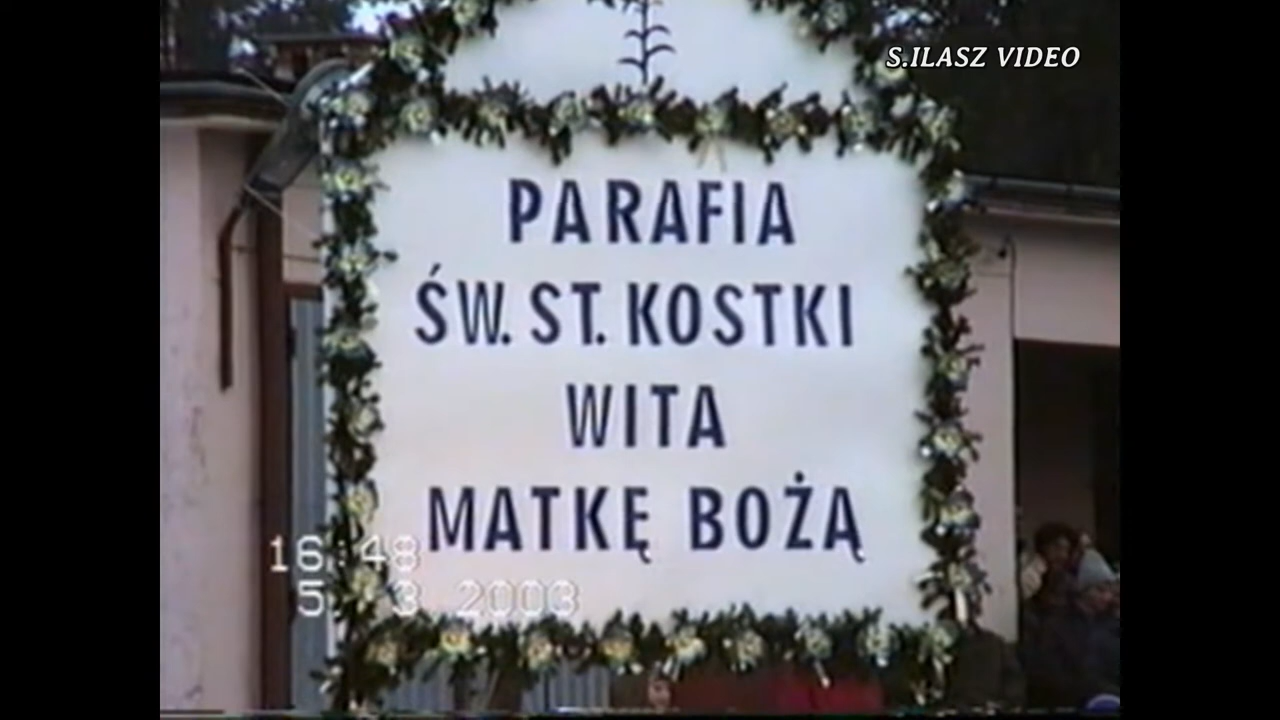 S.ILASZ VIDEO
PARAFIA
ŚW. ST. KOSTKI
WITA
MATKĘ BOŻĄ
16:48
5. 3. 2003